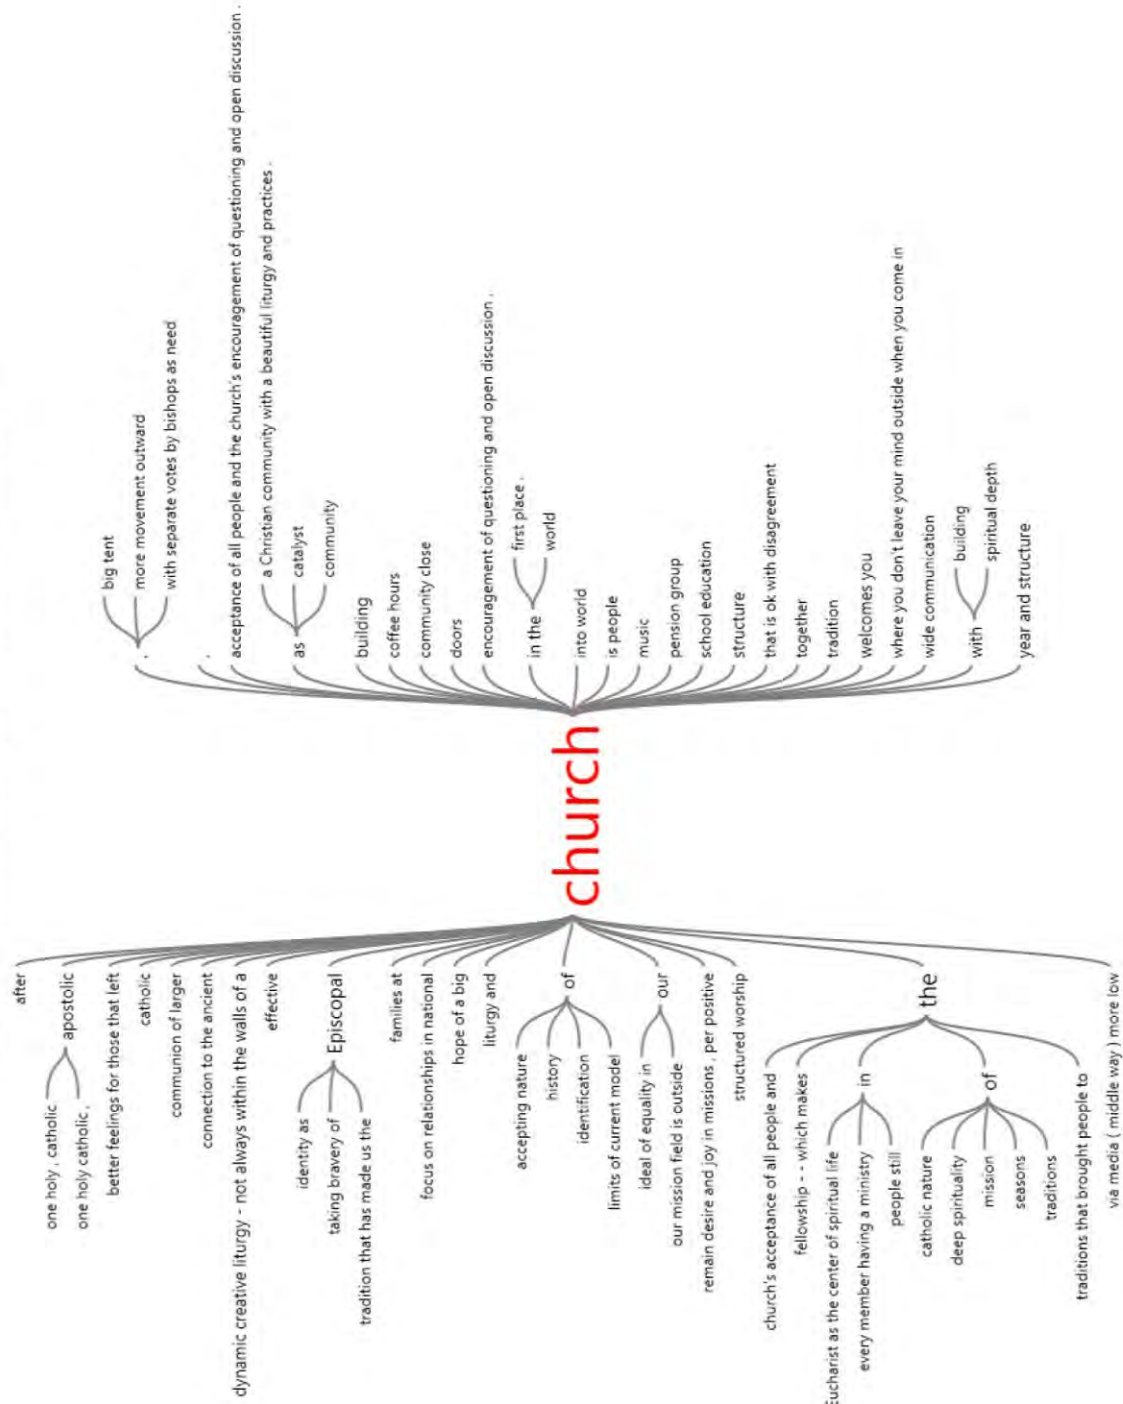 after
one holy , catholic
one holy catholic ,
apostolic
better feelings for those that left
catholic
communion of larger
connection to the ancient
dynamic creative liturgy - not always within the walls of a
effective
identity as
taking bravery of
tradition that has made us the
Episcopal
families at
focus on relationships in national
hope of a big
liturgy and
accepting nature
history
identification
limits of current model
of
ideal of equality in
our mission field is outside
our
remain desire and joy in missions , per positive
structured worship
church's acceptance of all people and
fellowship - - which makes
Eucharist as the center of spiritual life
every member having a ministry
people still
in
catholic nature
deep spirituality
mission
seasons
traditions
of
traditions that brought people to
the
via media ( middle way ) more low
church
,
big tent
more movement outward
with separate votes by bishops as need
.
acceptance of all people and the church's encouragement of questioning and open discussion .
as
a Christian community with a beautiful liturgy and practices .
catalyst
community
building
coffee hours
community close
doors
encouragement of questioning and open discussion .
in the
first place .
world
into world
is people
music
pension group
school education
structure
that is ok with disagreement
together
tradition
welcomes you
where you don't leave your mind outside when you come in
wide communication
with
building
spiritual depth
year and structure